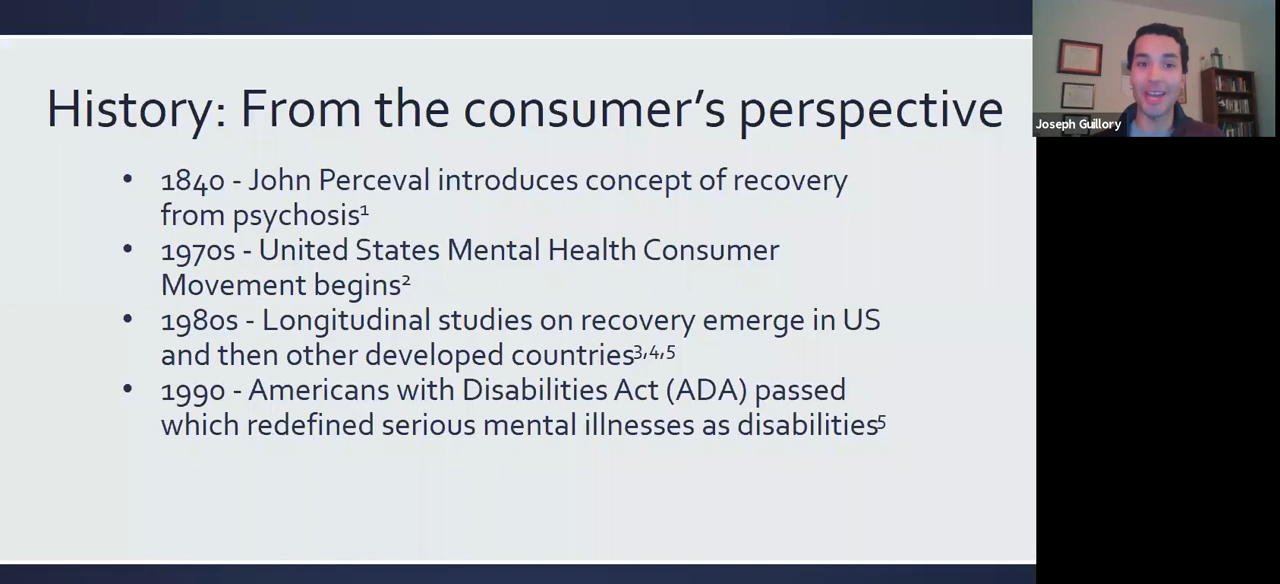 History: From the consumer’s perspective
• 1840 - John Perceval introduces concept of recovery
from psychosis¹
• 1970s - United States Mental Health Consumer
Movement begins²
• 1980s - Longitudinal studies on recovery emerge in US
and then other developed countries³,⁴,⁵
• 1990 - Americans with Disabilities Act (ADA) passed
which redefined serious mental illnesses as disabilities⁵
Joseph Guillory